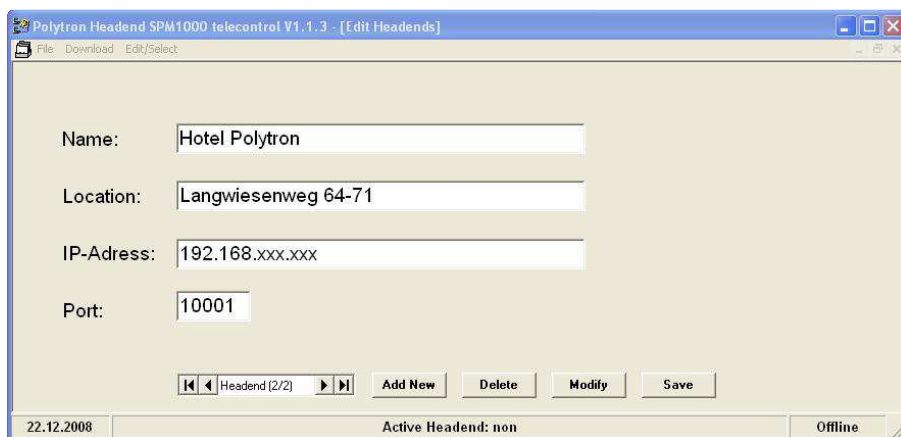 Polytron Headend SPM1000 telecontrol V1.1.3 - [Edit Headends]
File Download Edit/Select
Name: Hotel Polytron
Location: Langwiesenweg 64-71
IP-Adress: 192.168.xxx.xxx
Port: 10001
Headend (2/2) Add New Delete Modify Save
22.12.2008 Active Headend: non Offline